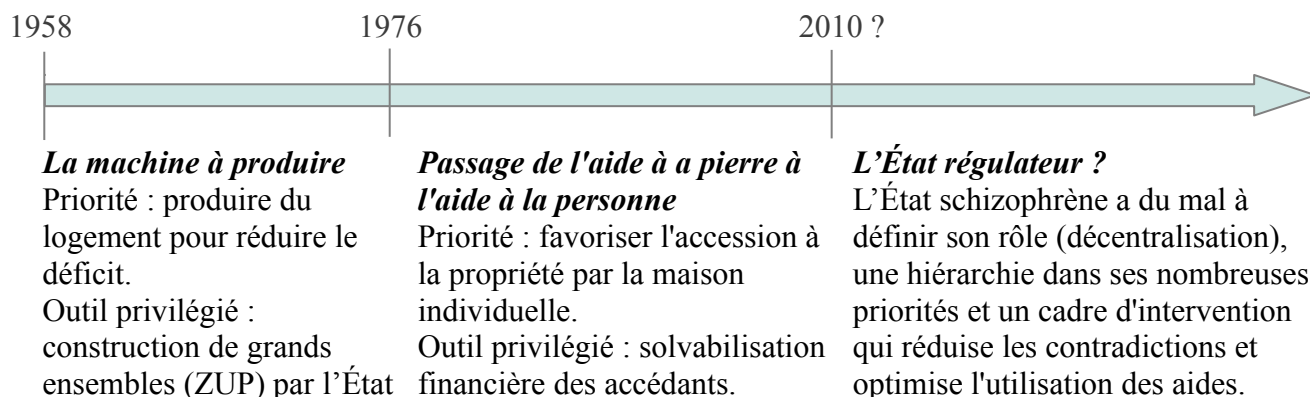 1958
1976
2010 ?
La machine à produire
Priorité : produire du
logement pour réduire le
déficit.
Outil privilégié :
construction de grands
ensembles (ZUP) par l’État
Passage de l'aide à a pierre à
l'aide à la personne
Priorité : favoriser l'accession à
la propriété par la maison
individuelle.
Outil privilégié : solvabilisation
financière des accédants.
L’État régulateur ?
L’État schizophrène a du mal à
définir son rôle (décentralisation),
une hiérarchie dans ses nombreuses
priorités et un cadre d'intervention
qui réduise les contradictions et
optimise l'utilisation des aides.